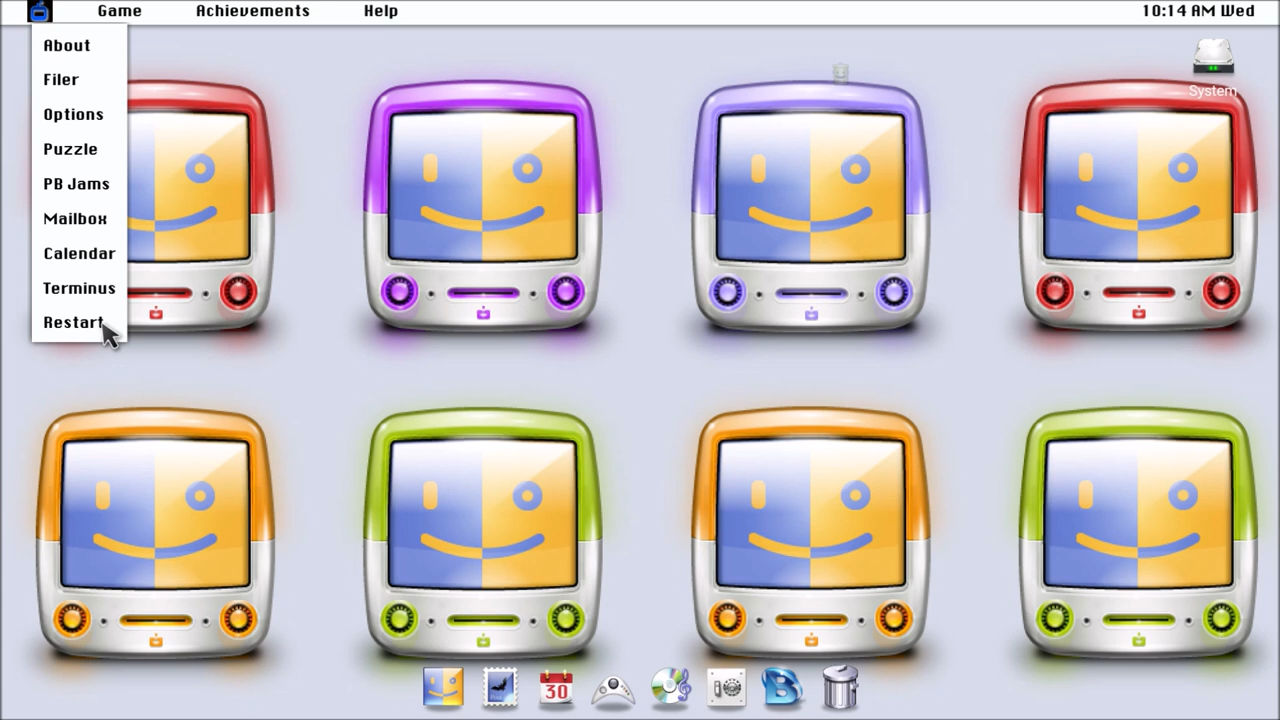 Game Achievements Help 10:14 AM Wed
About
Filer
Options
Puzzle
PB Jams
Mailbox
Calendar
Terminus
Restart
System
30
B